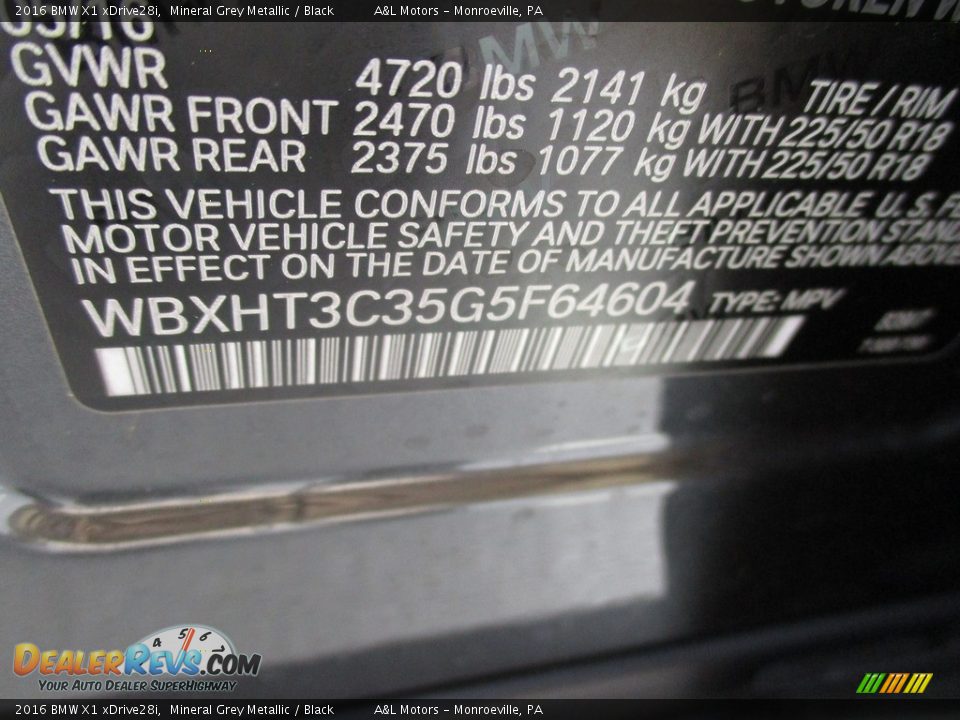 2016 BMW X1 xDrive28i, Mineral Grey Metallic / Black A&L Motors - Monroeville, PA
GVWR 4720 lbs 2141 kg TIRE / RIM
GAWR FRONT 2470 lbs 1120 kg WITH 225/50 R18
GAWR REAR 2375 lbs 1077 kg WITH 225/50 R18
THIS VEHICLE CONFORMS TO ALL APPLICABLE U.S.
MOTOR VEHICLE SAFETY AND THEFT PREVENTION
IN EFFECT ON THE DATE OF MANUFACTURE SHOWN ABOVE
WBXHT3C35G5F64604 TYPE: MPV
4 5 6
DEALERREVS.COM
YOUR AUTO DEALER SUPERHIGHWAY
2016 BMW X1 xDrive28i, Mineral Grey Metallic / Black A&L Motors - Monroeville, PA